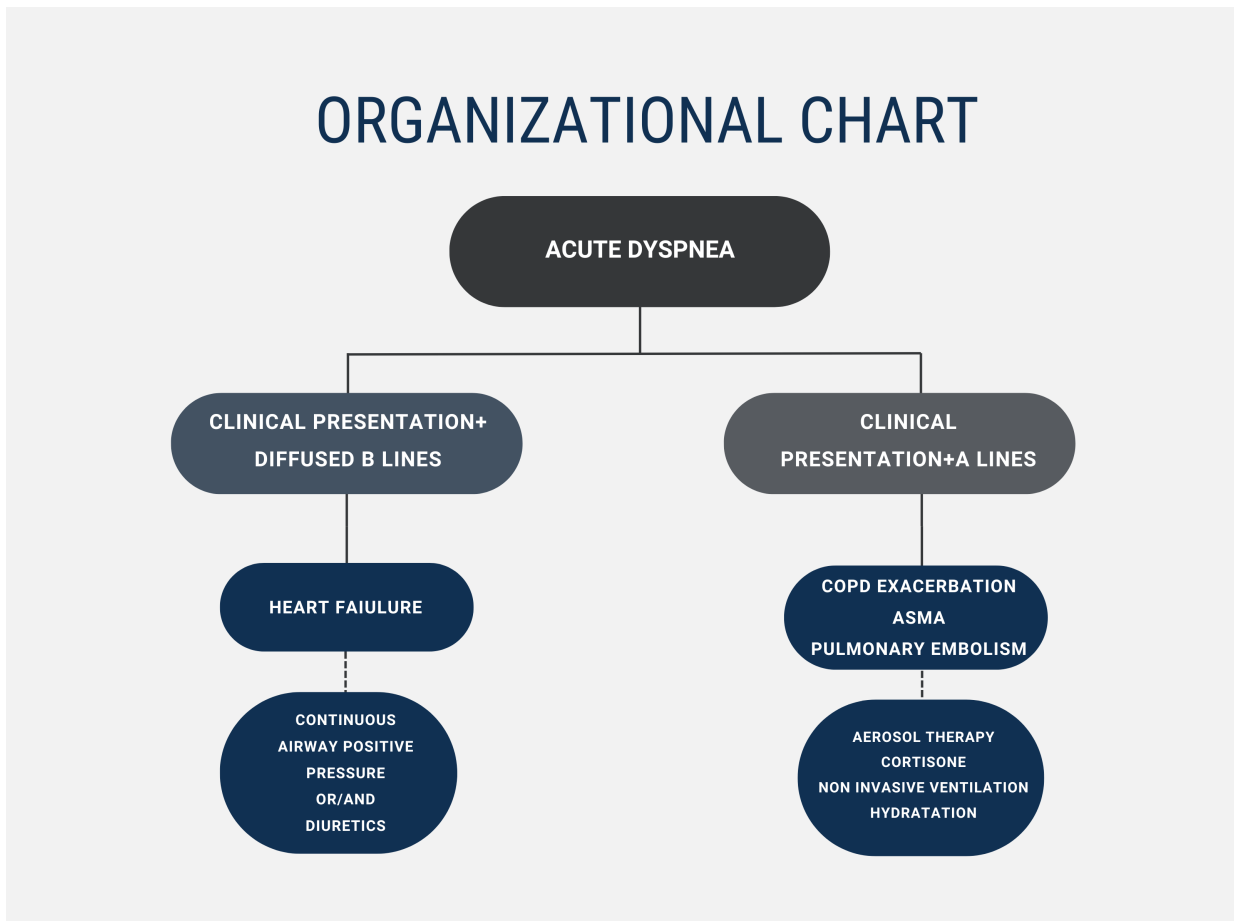 ORGANIZATIONAL CHART
ACUTE DYSPNEA
CLINICAL PRESENTATION+
DIFFUSED B LINES
CLINICAL
PRESENTATION+A LINES
HEART FAIULURE
COPD EXACERBATION
ASMA
PULMONARY EMBOLISM
CONTINUOUS
AIRWAY POSITIVE
PRESSURE
OR/AND
DIURETICS
AEROSOL THERAPY
CORTISONE
NON INVASIVE VENTILATION
HYDRATATION